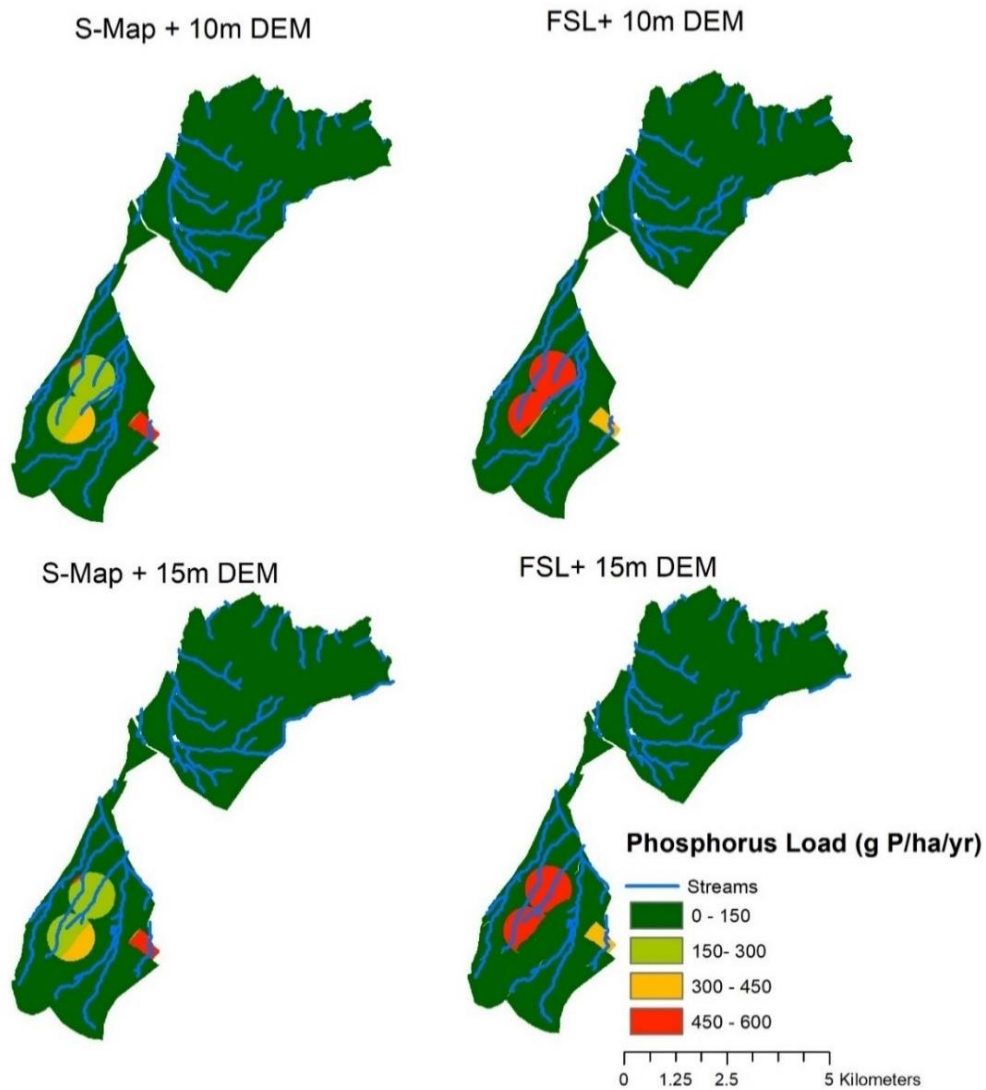 S-Map + 10m DEM
FSL+ 10m DEM
S-Map + 15m DEM
FSL+ 15m DEM
Phosphorus Load (g P/ha/yr)
Streams
0 - 150
150- 300
300 - 450
450 - 600
0 1.25 2.5 5 Kilometers